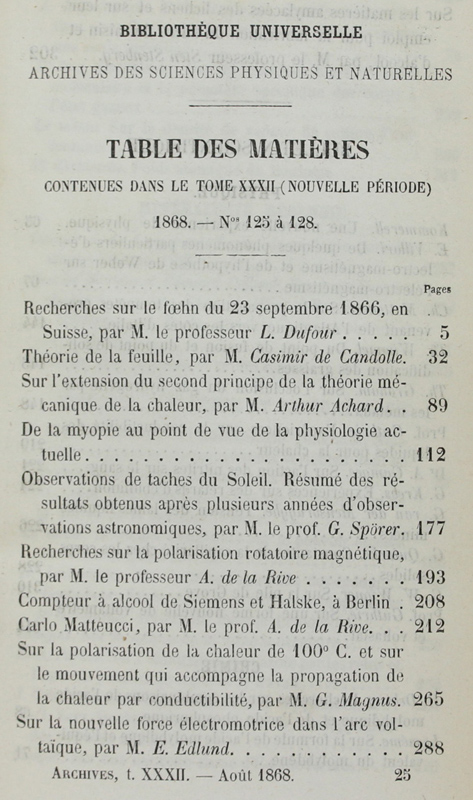 BIBLIOTHÈQUE UNIVERSELLE
ARCHIVES DES SCIENCES PHYSIQUES ET NATURELLES
TABLE DES MATIÈRES
CONTENUES DANS LE TOME XXXII (NOUVELLE PÉRIODE)
1868. — Nos 125 à 128.
Pages
Recherches sur le fœhn du 23 septembre 1866, en
Suisse, par M. le professeur L. Dufour . . . . . 5
Théorie de la feuille, par M. Casimir de Candolle. 32
Sur l'extension du second principe de la théorie mé-
canique de la chaleur, par M. Arthur Achard. . 89
De la myopie au point de vue de la physiologie ac-
tuelle. . . . . . . . . . . . . . . . . . . 112
Observations de taches du Soleil. Résumé des ré-
sultats obtenus après plusieurs années d'obser-
vations astronomiques, par M. le prof. G. Spörer. 177
Recherches sur la polarisation rotatoire magnétique,
par M. le professeur A. de la Rive . . . . . . . 193
Compteur à alcool de Siemens et Halske, à Berlin . 208
Carlo Matteucci, par M. le prof. A. de la Rive. . . 212
Sur la polarisation de la chaleur de 100° C. et sur
le mouvement qui accompagne la propagation de
la chaleur par conductibilité, par M. G. Magnus. 265
Sur la nouvelle force électromotrice dans l'arc vol-
taïque, par M. E. Edlund. . . . . . . . . . . 288
ARCHIVES, t. XXXII. — Août 1868. 25